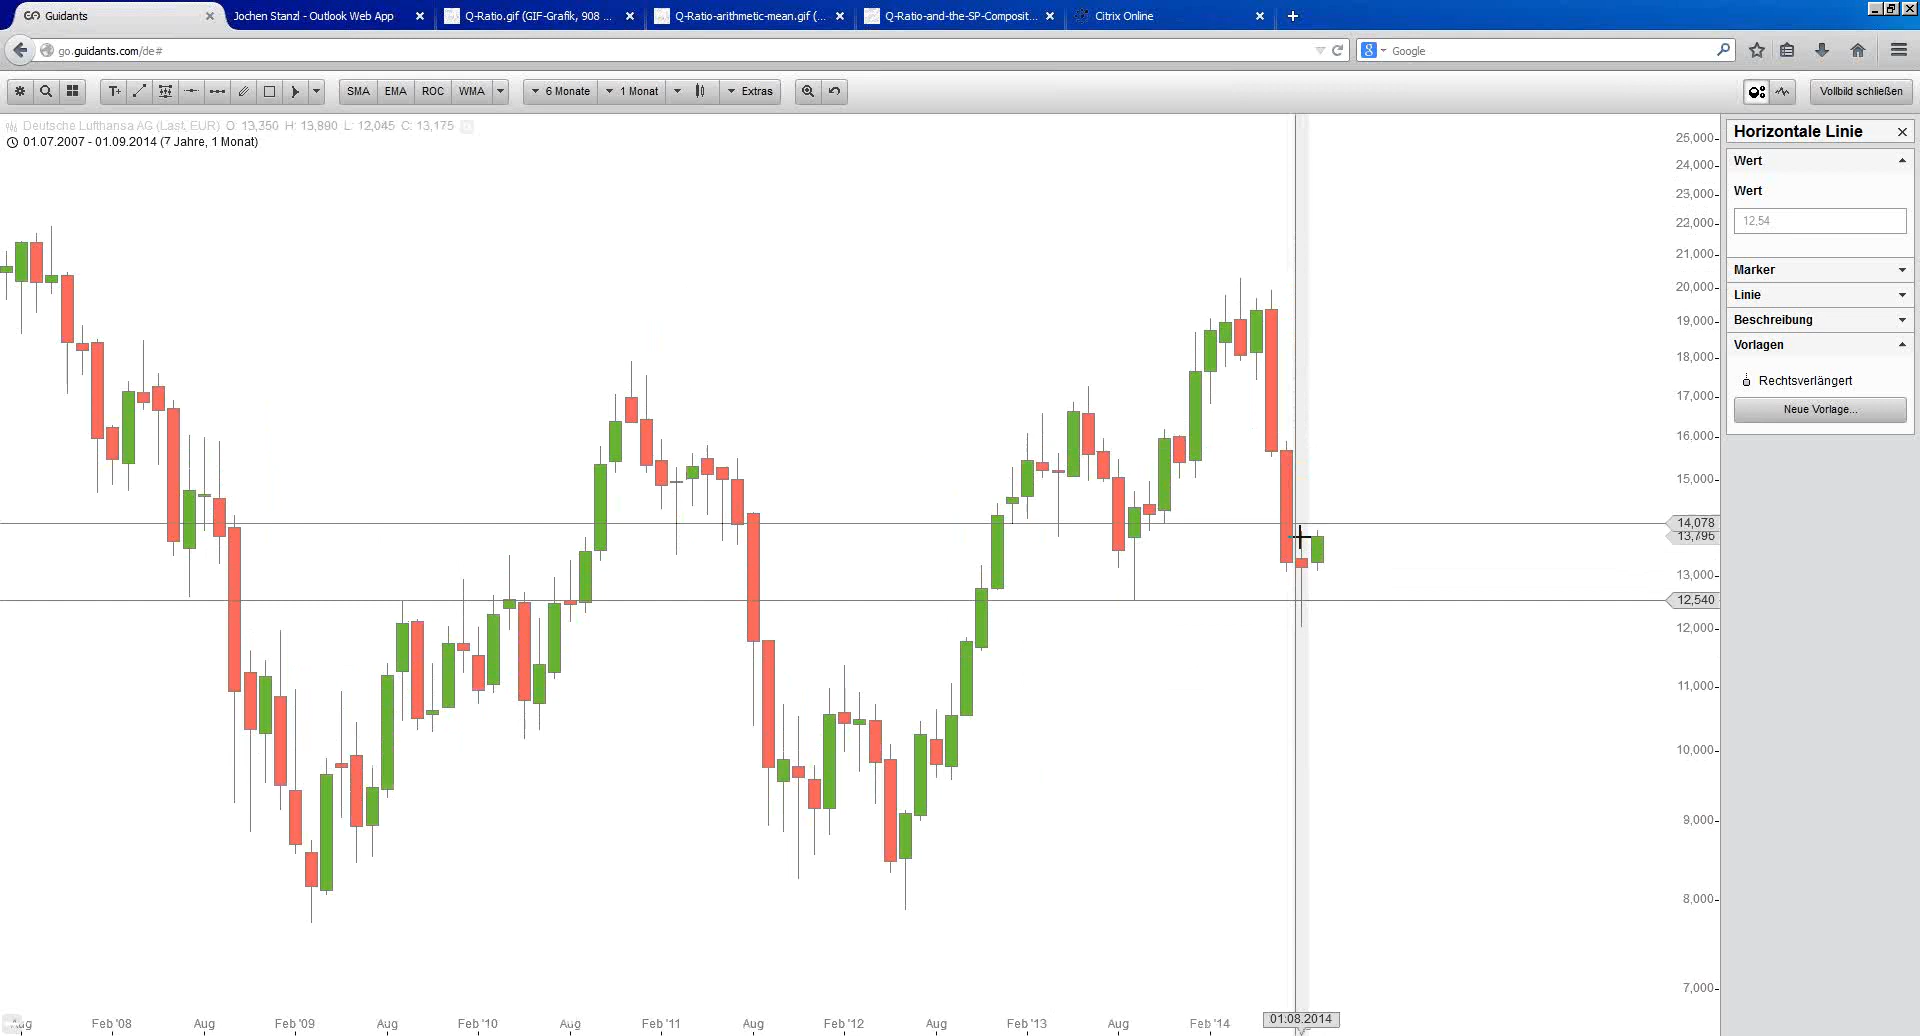 Guidants
Jochen Stanzl - Outlook Web App
Q-Ratio.gif (GIF-Grafik, 908 ...
Q-Ratio-arithmetic-mean.gif (...
Q-Ratio-and-the-SP-Composit...
Citrix Online
go.guidants.com/de#
Google
T+
SMA
EMA
ROC
WMA
6 Monate
1 Monat
Extras
Vollbild schließen
Deutsche Lufthansa AG (Last, EUR) O: 13,350 H: 13,890 L: 12,045 C: 13,175
01.07.2007 - 01.09.2014 (7 Jahre, 1 Monat)
25,000
24,000
23,000
22,000
21,000
20,000
19,000
18,000
17,000
16,000
15,000
14,078
13,796
13,000
12,540
12,000
11,000
10,000
9,000
8,000
7,000
Aug
Feb '08
Aug
Feb '09
Aug
Feb '10
Aug
Feb '11
Aug
Feb '12
Aug
Feb '13
Aug
Feb '14
01.08.2014
Horizontale Linie
Wert
Wert
12,54
Marker
Linie
Beschreibung
Vorlagen
Rechtsverlängert
Neue Vorlage...